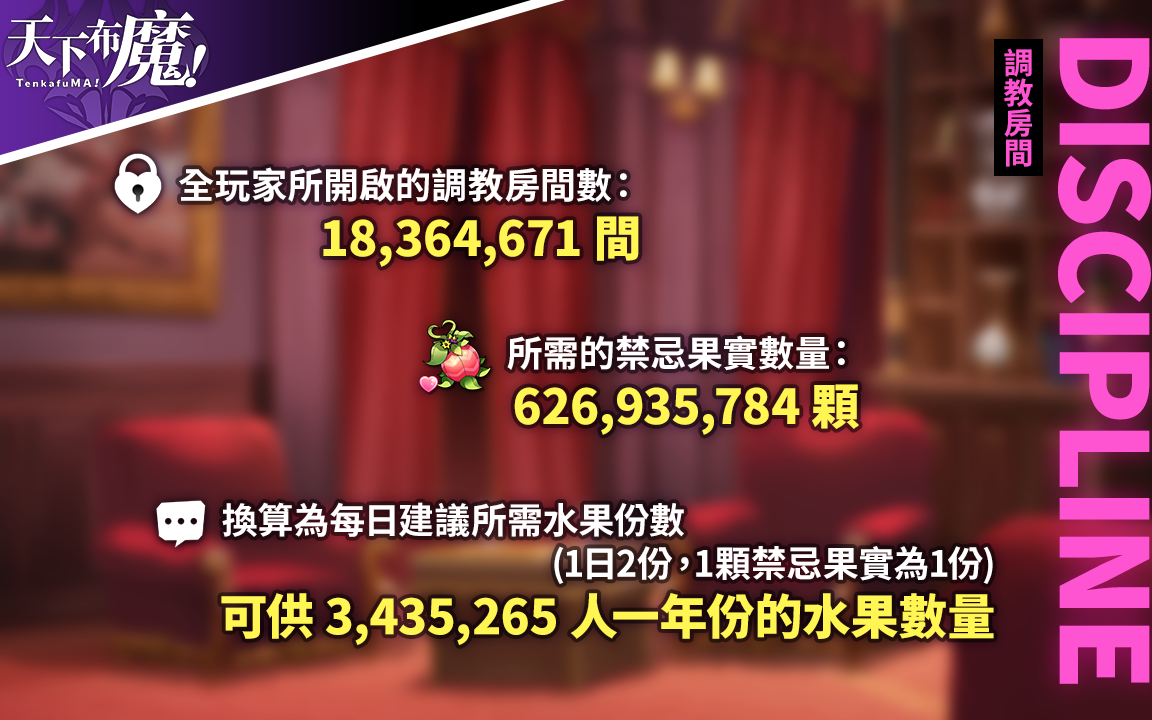 天下布魔!
TenkafuMA!
調教房間
DISCIPLINE
全玩家所開啟的調教房間數：
18,364,671 間
所需的禁忌果實數量：
626,935,784 顆
換算為每日建議所需水果份數
(1日2份，1顆禁忌果實為1份)
可供 3,435,265 人一年份的水果數量